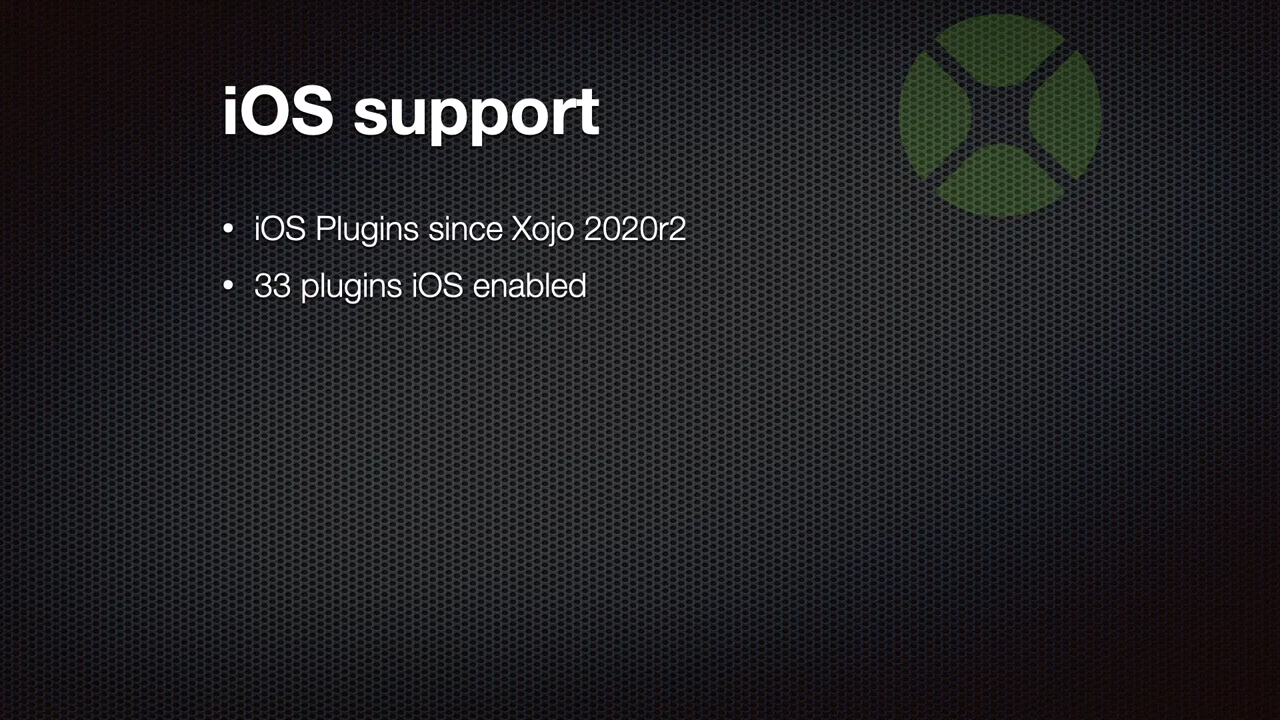 iOS support
• iOS Plugins since Xojo 2020r2
• 33 plugins iOS enabled